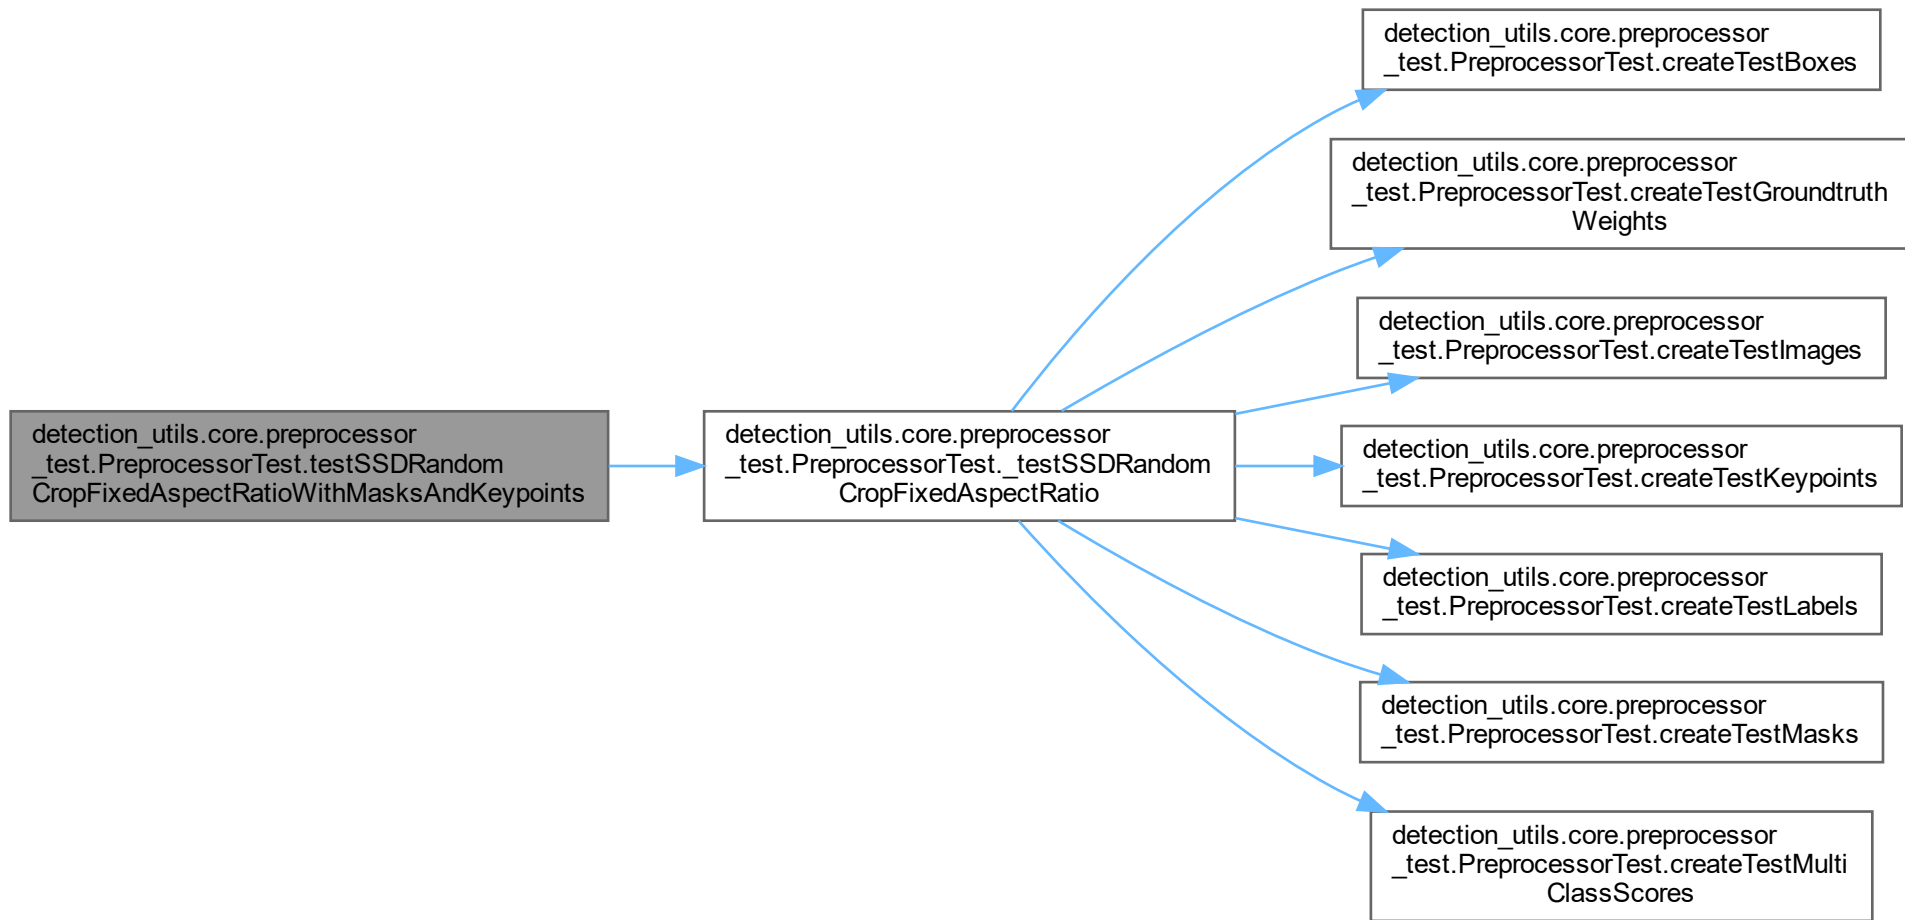 detection_utils.core.preprocessor
_test.PreprocessorTest.testSSDRandom
CropFixedAspectRatioWithMasksAndKeypoints
detection_utils.core.preprocessor
_test.PreprocessorTest._testSSDRandom
CropFixedAspectRatio
detection_utils.core.preprocessor
_test.PreprocessorTest.createTestBoxes
detection_utils.core.preprocessor
_test.PreprocessorTest.createTestGroundtruth
Weights
detection_utils.core.preprocessor
_test.PreprocessorTest.createTestImages
detection_utils.core.preprocessor
_test.PreprocessorTest.createTestKeypoints
detection_utils.core.preprocessor
_test.PreprocessorTest.createTestLabels
detection_utils.core.preprocessor
_test.PreprocessorTest.createTestMasks
detection_utils.core.preprocessor
_test.PreprocessorTest.createTestMulti
ClassScores